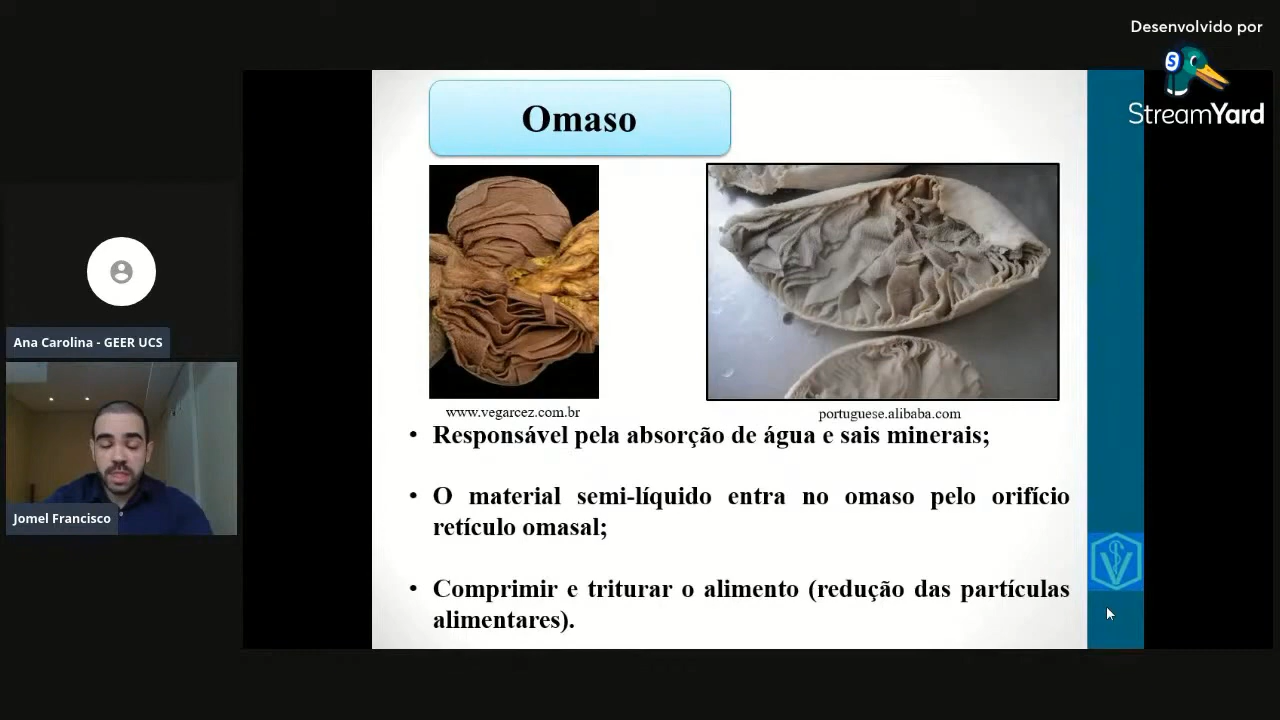 Desenvolvido por
S
StreamYard
Omaso
www.vegarcez.com.br
portuguese.alibaba.com
• Responsável pela absorção de água e sais minerais;
• O material semi-líquido entra no omaso pelo orifício
retículo omasal;
• Comprimir e triturar o alimento (redução das partículas
alimentares).
Ana Carolina - GEER UCS
Jomel Francisco
V